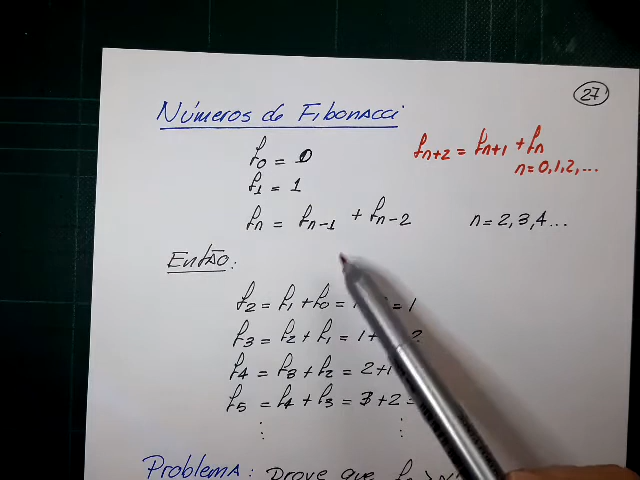 27
Números de Fibonacci
f0 = 0
f1 = 1
fn+2 = fn+1 + fn
n = 0,1,2,...
fn = fn-1 + fn-2 n = 2,3,4...
Então:
f2 = f1 + f0 = 1 = 1
f3 = f2 + f1 = 1+
f4 = f3 + f2 = 2+1
f5 = f4 + f3 = 3+2 =
Problema: Prove que